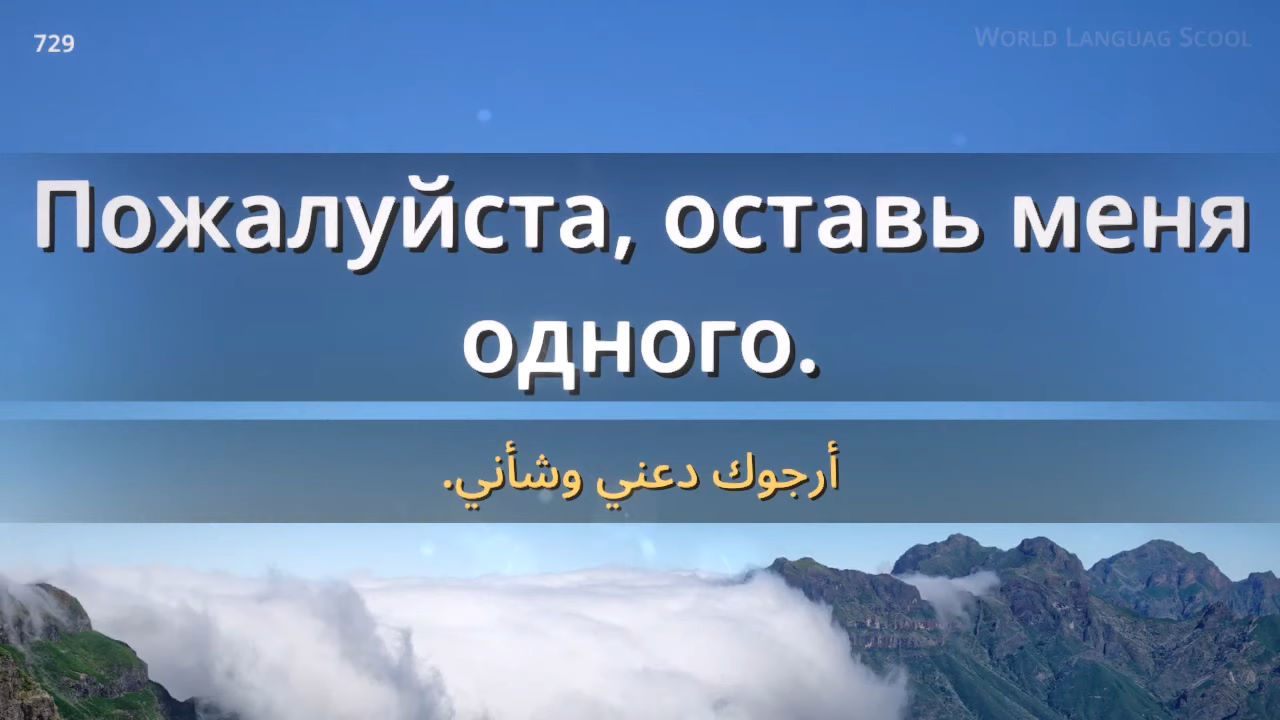 729
World Languag Scool
Пожалуйста, оставь меня
одного.
أرجوك دعني وشأني.